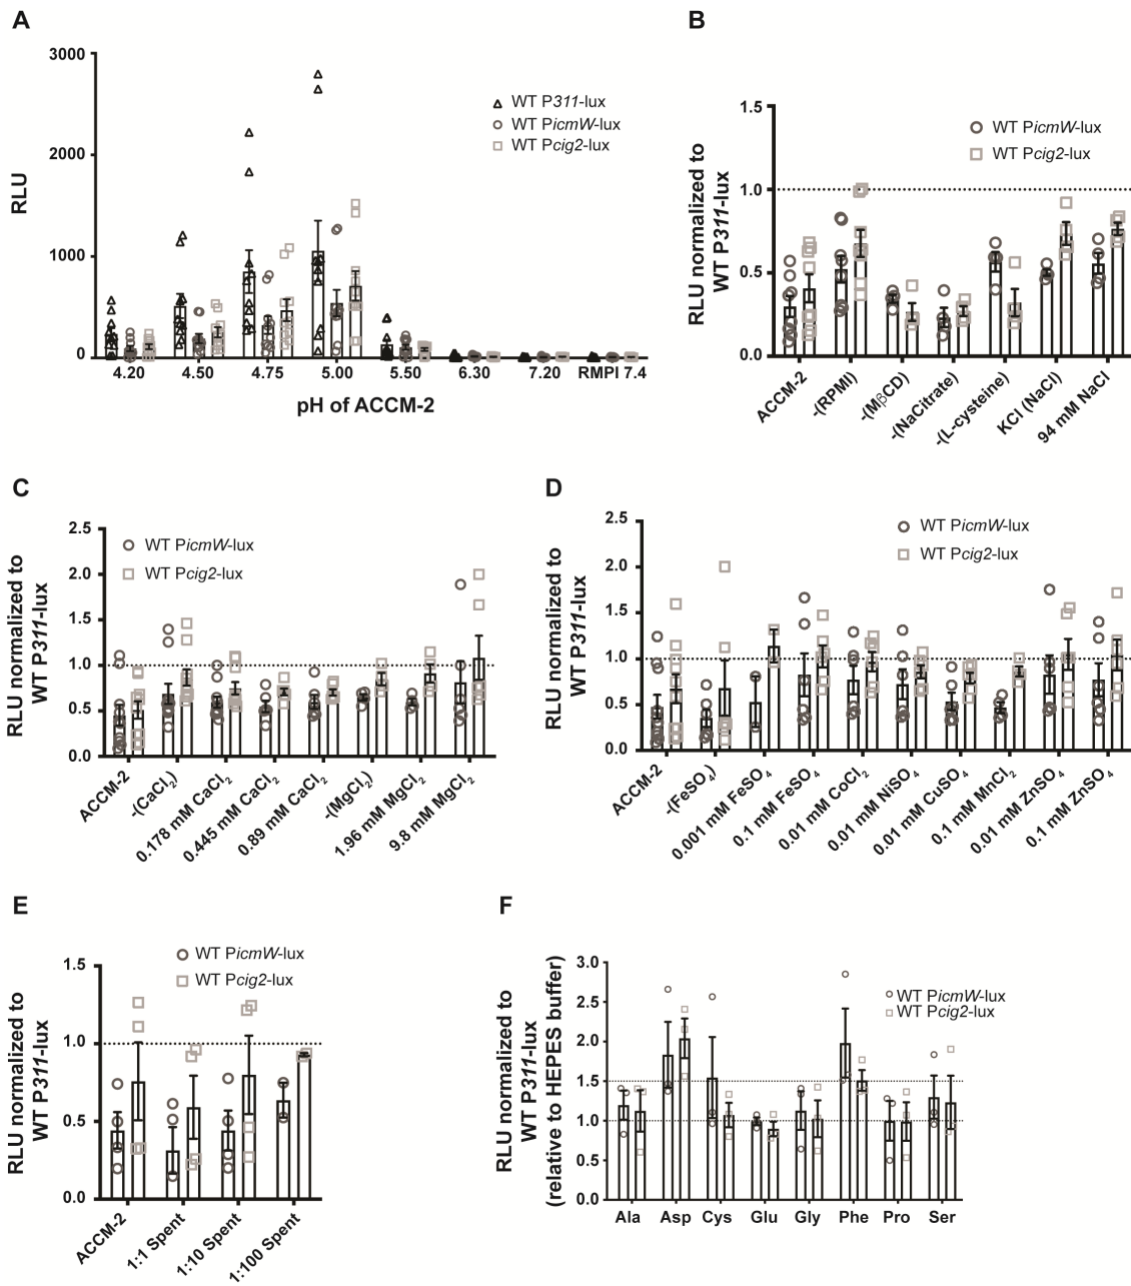 A
RLU
3000
2000
1000
0
WT P311-lux
WT PicmW-lux
WT Pcig2-lux
4.20 4.50 4.75 5.00 5.50 6.30 7.20 RMPI 7.4
pH of ACCM-2
B
RLU normalized to
WT P311-lux
1.5
1.0
0.5
0.0
WT PicmW-lux
WT Pcig2-lux
ACCM-2
-(RPMI)
-(MβCD)
-(NaCitrate)
-(L-cysteine)
KCl (NaCl)
94 mM NaCl
C
RLU normalized to
WT P311-lux
2.5
2.0
1.5
1.0
0.5
0.0
WT PicmW-lux
WT Pcig2-lux
ACCM-2
-(CaCl2)
0.178 mM CaCl2
0.445 mM CaCl2
0.89 mM CaCl2
-(MgCl2)
1.96 mM MgCl2
9.8 mM MgCl2
D
RLU normalized to
WT P311-lux
2.5
2.0
1.5
1.0
0.5
0.0
WT PicmW-lux
WT Pcig2-lux
ACCM-2
-(FeSO4)
0.001 mM FeSO4
0.1 mM FeSO4
0.01 mM CoCl2
0.01 mM NiSO4
0.01 mM CuSO4
0.1 mM MnCl2
0.01 mM ZnSO4
0.1 mM ZnSO4
E
RLU normalized to
WT P311-lux
1.5
1.0
0.5
0.0
WT PicmW-lux
WT Pcig2-lux
ACCM-2
1:1 Spent
1:10 Spent
1:100 Spent
F
RLU normalized to
WT P311-lux
(relative to HEPES buffer)
3.0
2.5
2.0
1.5
1.0
0.5
0.0
WT PicmW-lux
WT Pcig2-lux
Ala Asp Cys Glu Gly Phe Pro Ser